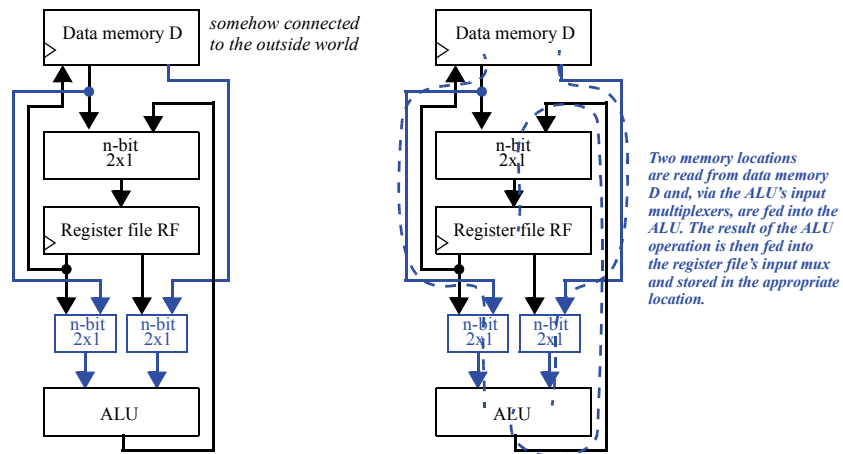 Data memory D
somehow connected
to the outside world
n-bit
2x1
Register file RF
n-bit
2x1
n-bit
2x1
ALU
Data memory D
n-bit
2x1
Register file RF
n-bit
2x1
n-bit
2x1
ALU
Two memory locations
are read from data memory
D and, via the ALU's input
multiplexers, are fed into the
ALU. The result of the ALU
operation is then fed into
the register file's input mux
and stored in the appropriate
location.